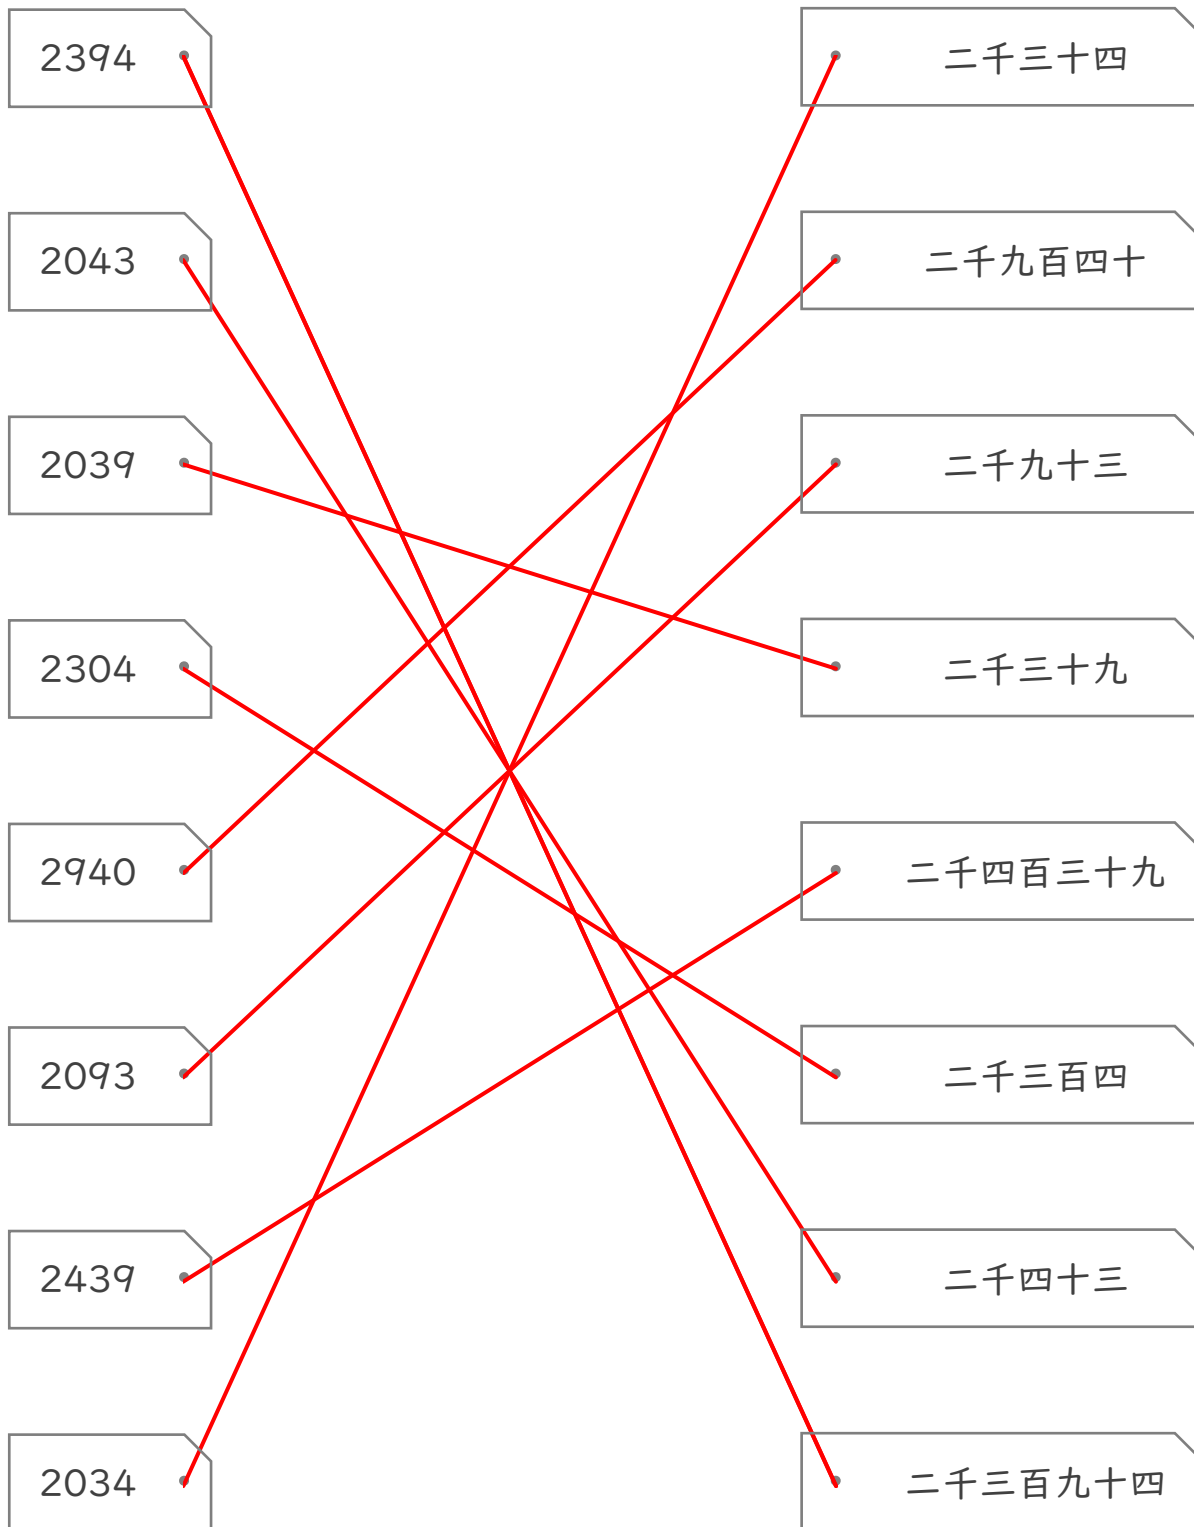 2394 二千三十四
2043 二千九百四十
2039 二千九十三
2304 二千三十九
2940 二千四百三十九
2093 二千三百四
2439 二千四十三
2034 二千三百九十四